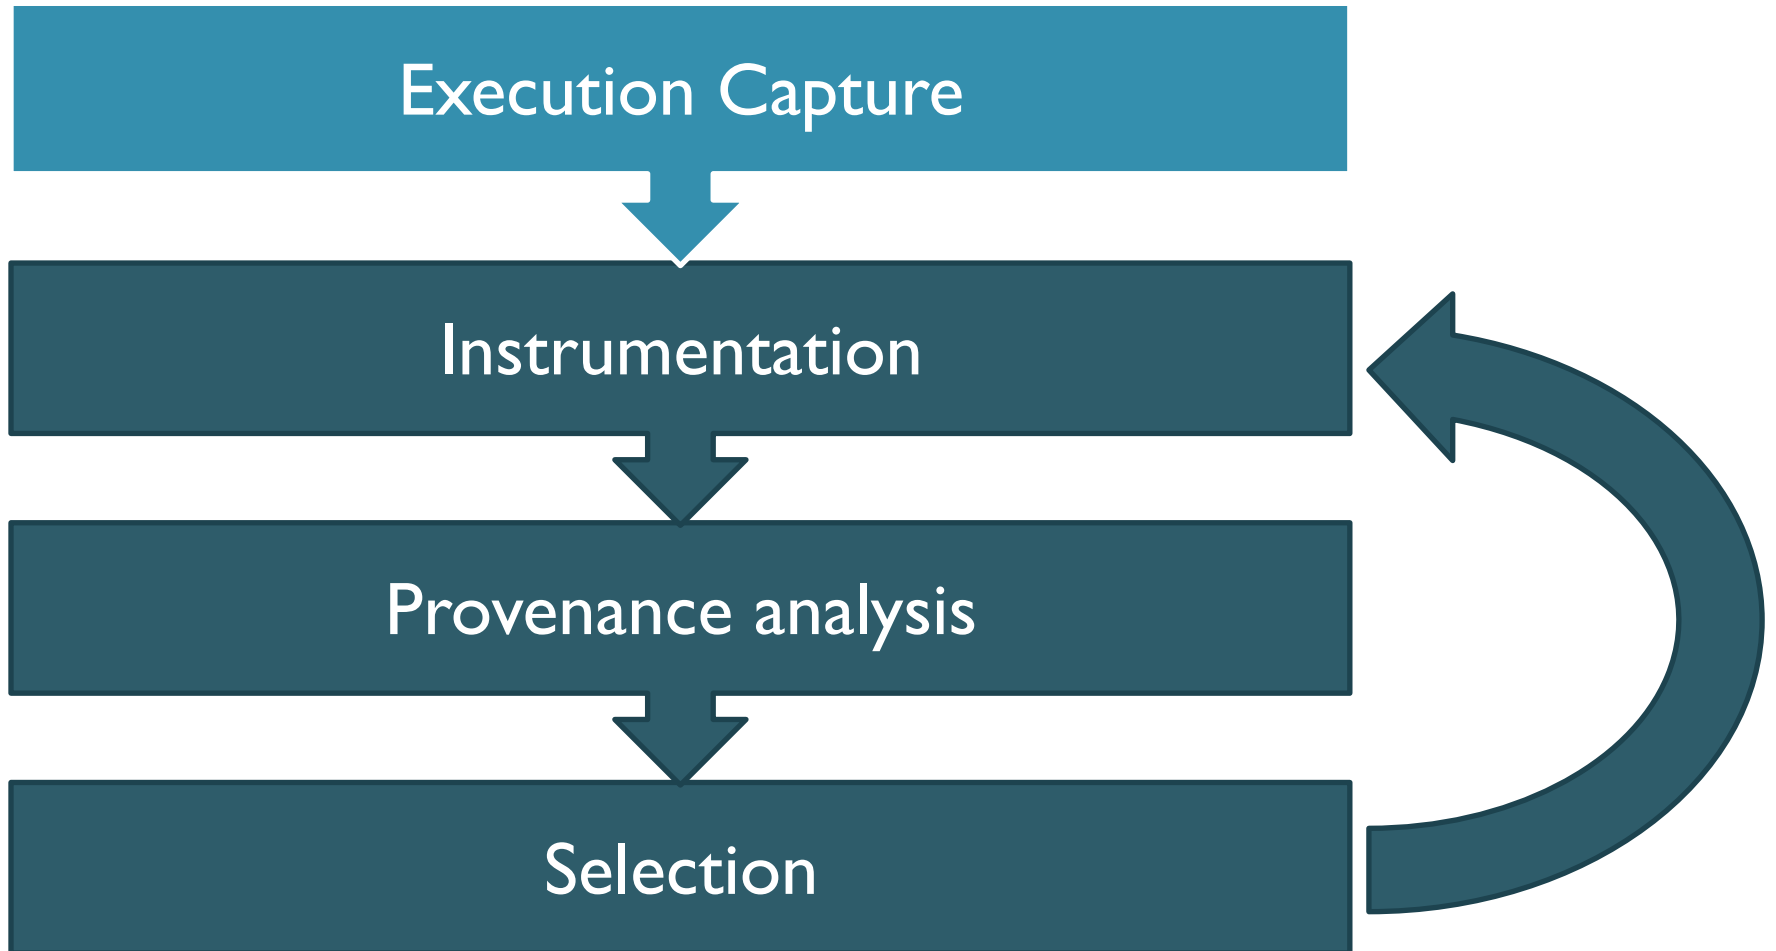 Execution Capture
Instrumentation
Provenance analysis
Selection